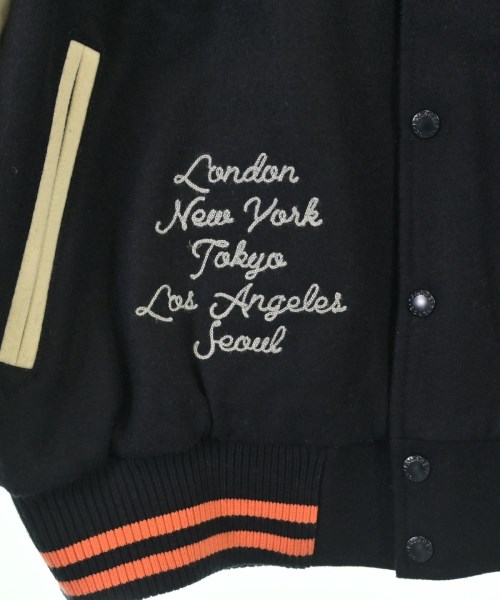 London
New York
Tokyo
Los Angeles
Seoul